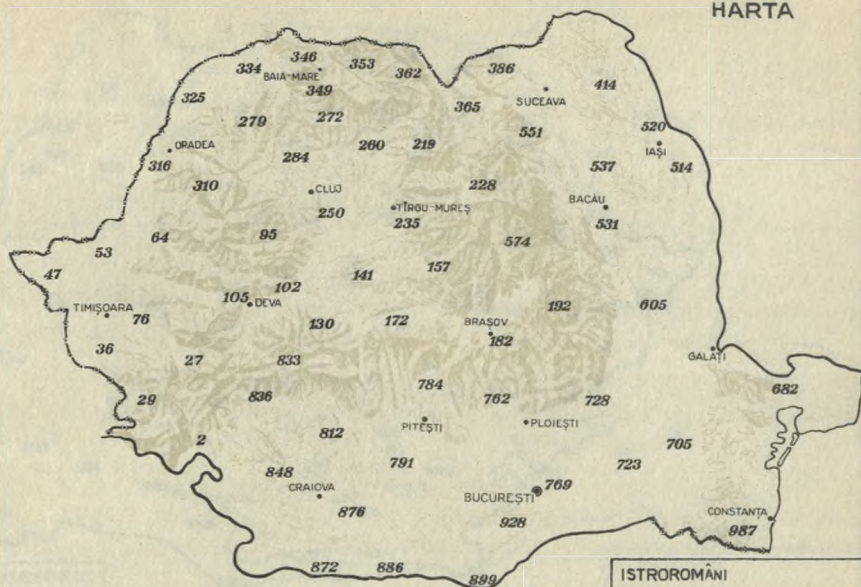 HARTA
346 353 386
334 BAIA-MARE 362
349 414
325 365 SUCEAVA
279 272 551 520
ORADEA 260 219 IAȘI
316 284 537 514
310 CLUJ 228 BACĂU
250 TÎRGU-MUREȘ
235 531
64 95 574
53
47 141 157
102
105 DEVA 192 605
TIMIȘOARA 76 130 172 BRAȘOV
36 182
27 833 GALAȚI
784 682
29 836 762 728
PITEȘTI PLOIEȘTI
2 812 705
848 791 723
CRAIOVA BUCUREȘTI 769
876 928 CONSTANȚA
987
872 886 899
ISTROROMÂNI